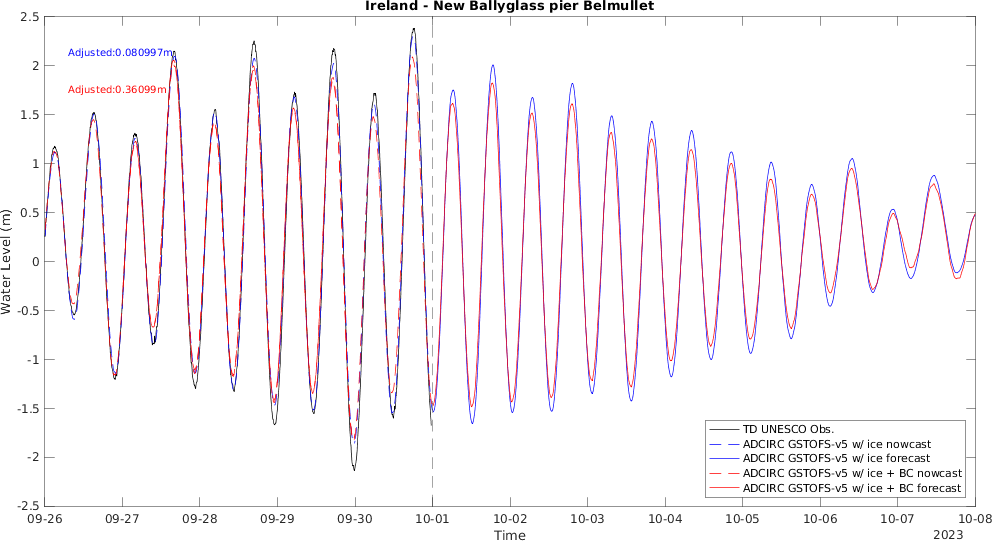 Ireland - New Ballyglass pier Belmullet
2.5
2
1.5
1
0.5
0
-0.5
-1
-1.5
-2
-2.5
Water Level (m)
Adjusted:0.080997m
Adjusted:0.36099m
TD UNESCO Obs.
ADCIRC GSTOFS-v5 w/ ice nowcast
ADCIRC GSTOFS-v5 w/ ice forecast
ADCIRC GSTOFS-v5 w/ ice + BC nowcast
ADCIRC GSTOFS-v5 w/ ice + BC forecast
09-26 09-27 09-28 09-29 09-30 10-01 10-02 10-03 10-04 10-05 10-06 10-07 10-08
Time
2023